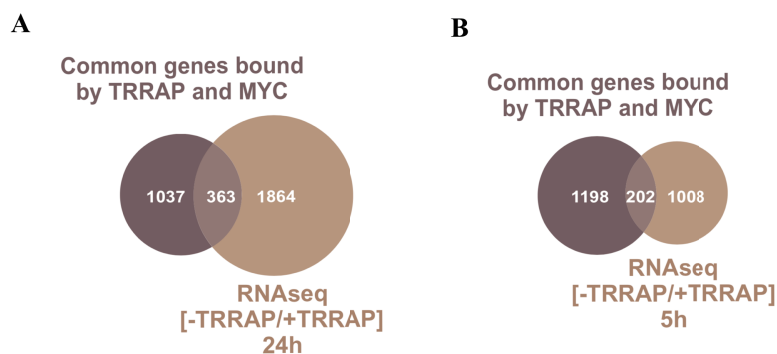 A
Common genes bound
by TRRAP and MYC
1037 363 1864
RNAseq
[-TRRAP/+TRRAP]
24h
B
Common genes bound
by TRRAP and MYC
1198 202 1008
RNAseq
[-TRRAP/+TRRAP]
5h